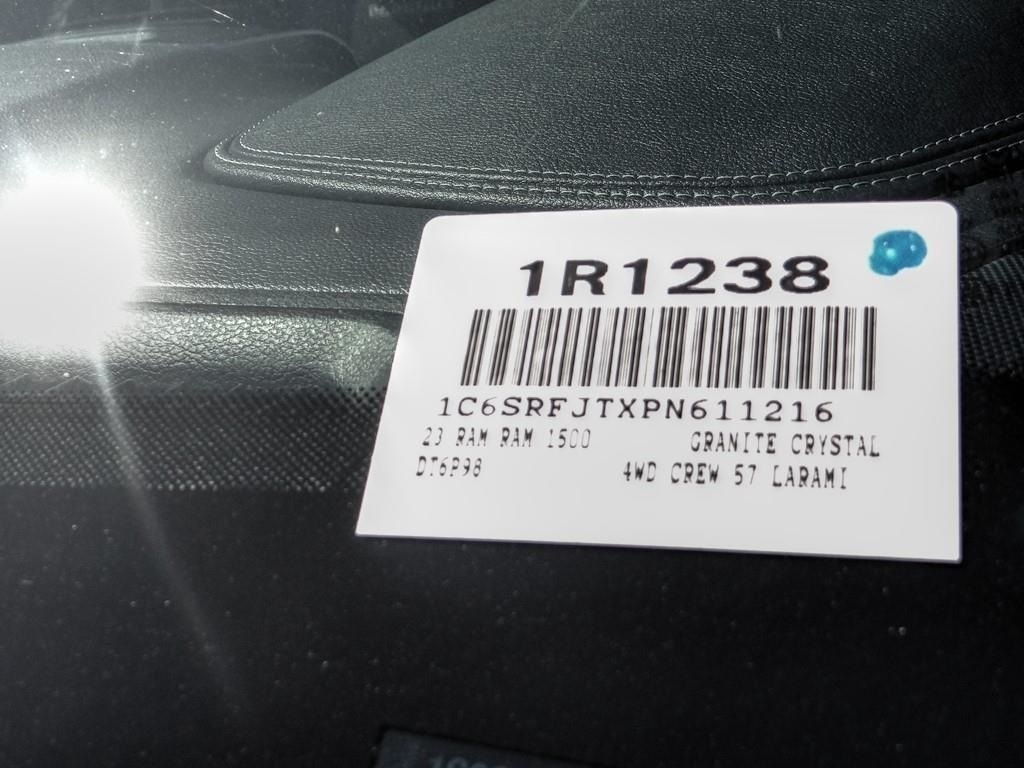 1R1238
1C6SRFJTXPN611216
23 RAM RAM 1500 GRANITE CRYSTAL
DT6P98 4WD CREW 57 LARAMI